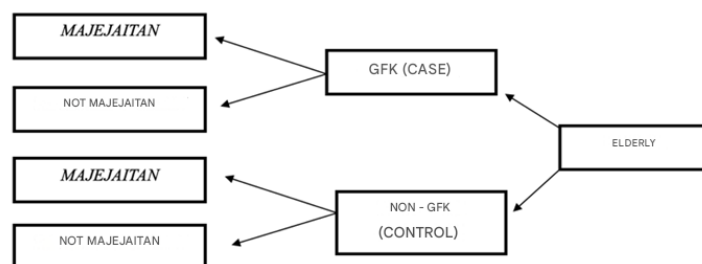 MAJEJAITAN
GFK (CASE)
NOT MAJEJAITAN
ELDERLY
MAJEJAITAN
NON - GFK
(CONTROL)
NOT MAJEJAITAN